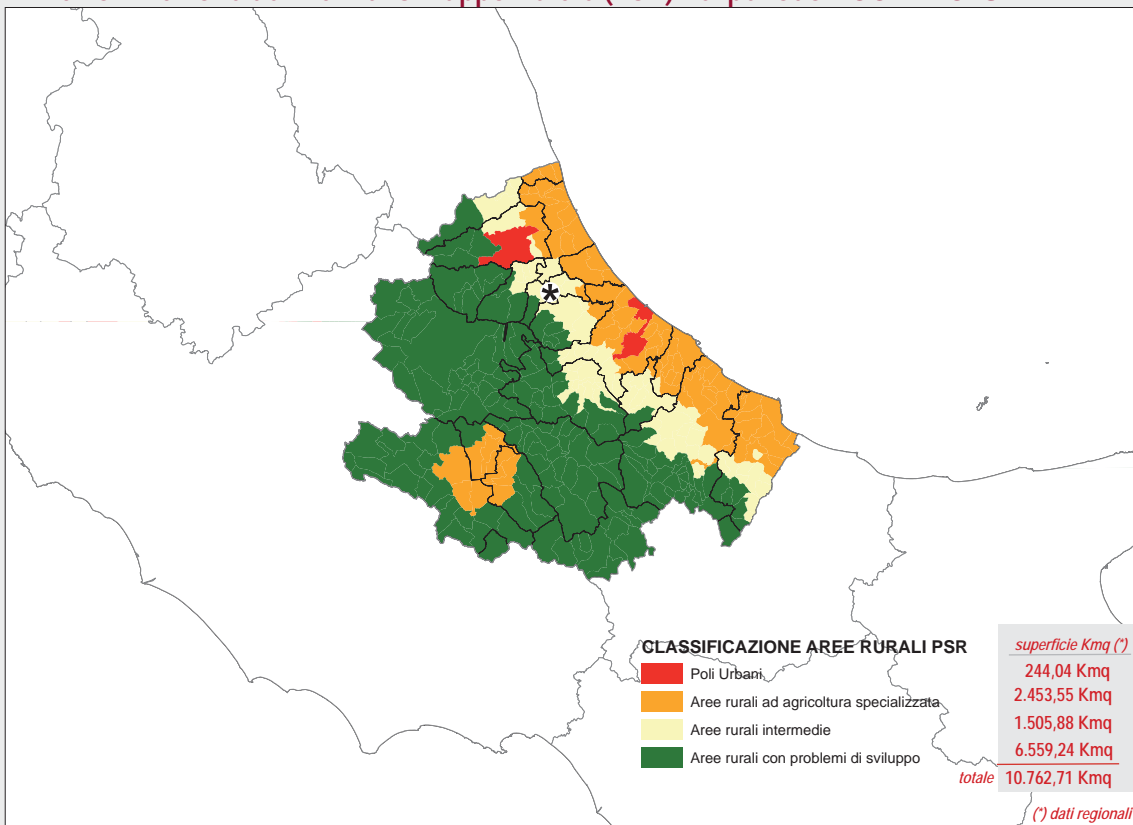 *
CLASSIFICAZIONE AREE RURALI PSR
superficie Kmq (*)
Poli Urbani
244,04 Kmq
Aree rurali ad agricoltura specializzata
2.453,55 Kmq
Aree rurali intermedie
1.505,88 Kmq
Aree rurali con problemi di sviluppo
6.559,24 Kmq
totale 10.762,71 Kmq
(*) dati regionali